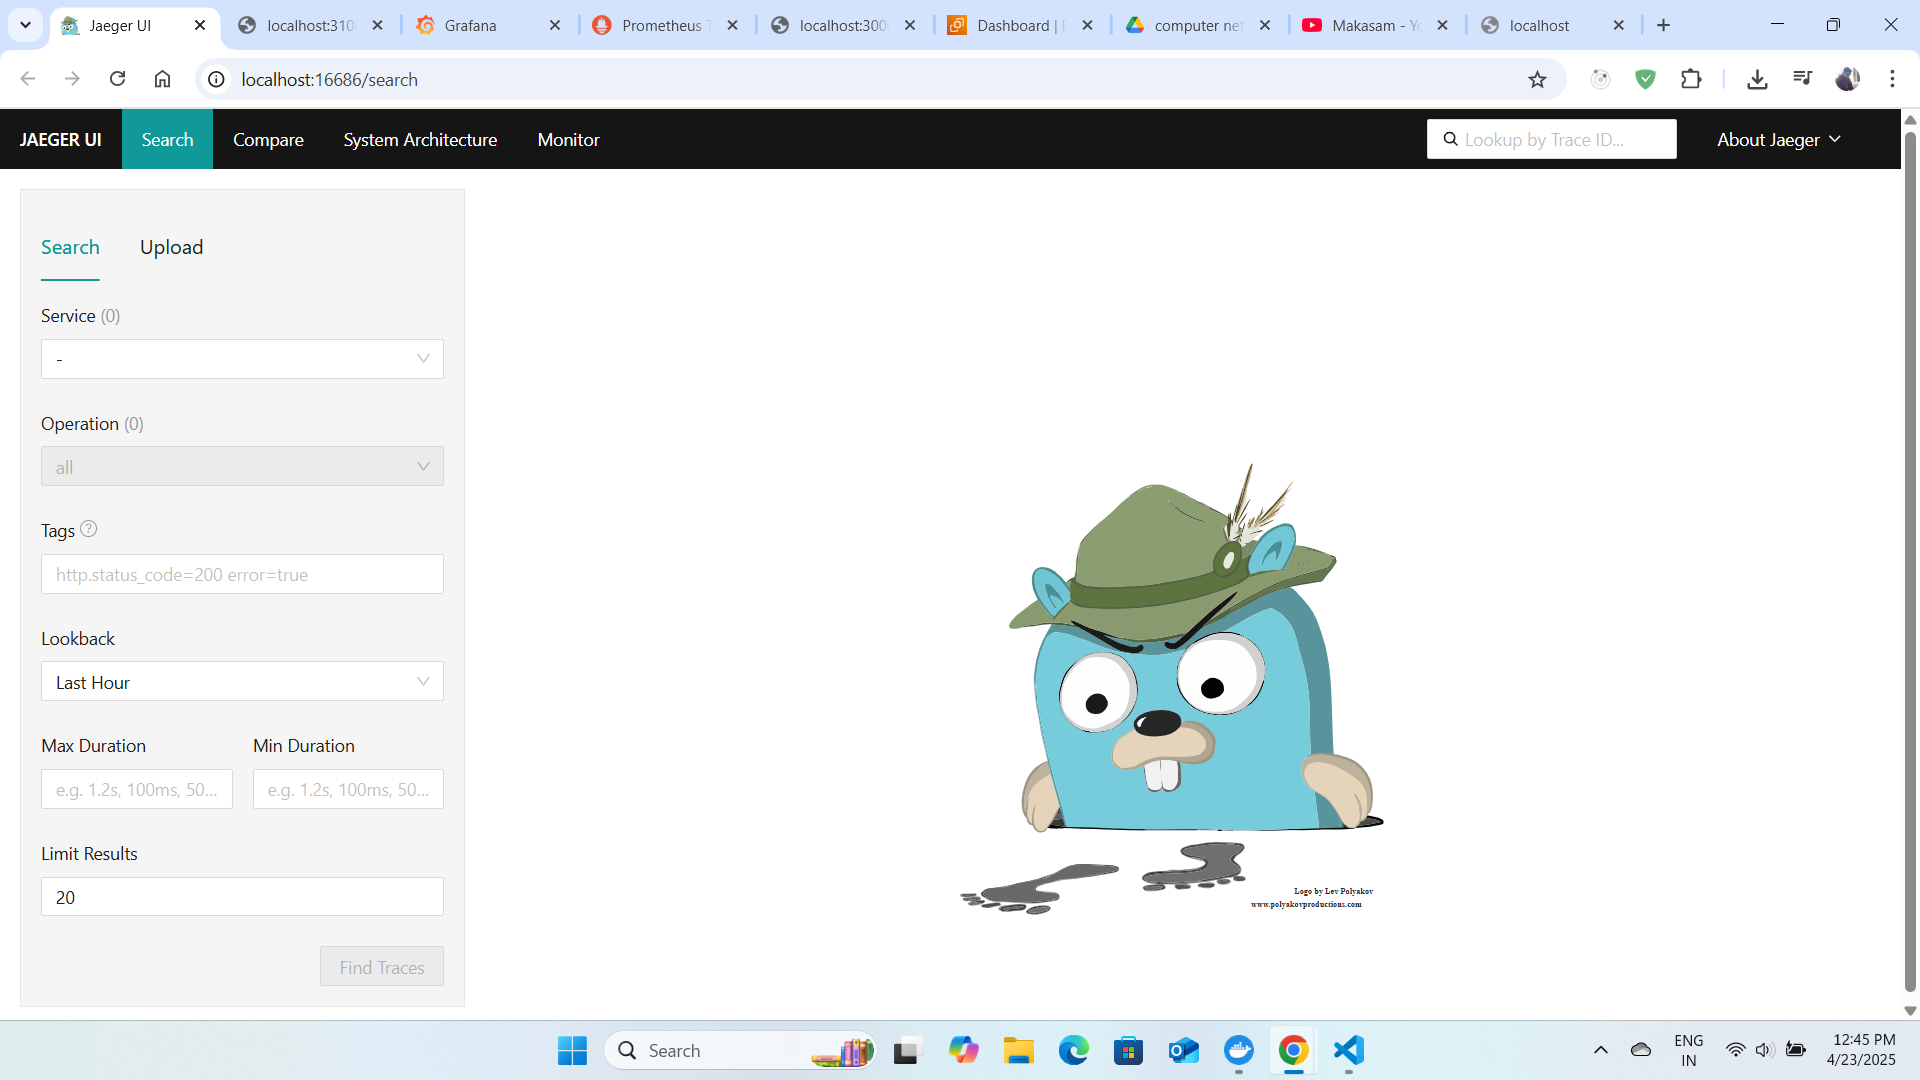 Jaeger UI
localhost:310
Grafana
Prometheus T
localhost:300
Dashboard | E
computer net
Makasam - Yo
localhost
localhost:16686/search
JAEGER UI
Search
Compare
System Architecture
Monitor
Lookup by Trace ID...
About Jaeger
Search
Upload
Service (0)
-
Operation (0)
all
Tags
http.status_code=200 error=true
Lookback
Last Hour
Max Duration
Min Duration
e.g. 1.2s, 100ms, 50...
e.g. 1.2s, 100ms, 50...
Limit Results
20
Find Traces
Logo by Lev Polyakov
www.polyakovproductions.com
Search
ENG
IN
12:45 PM
4/23/2025